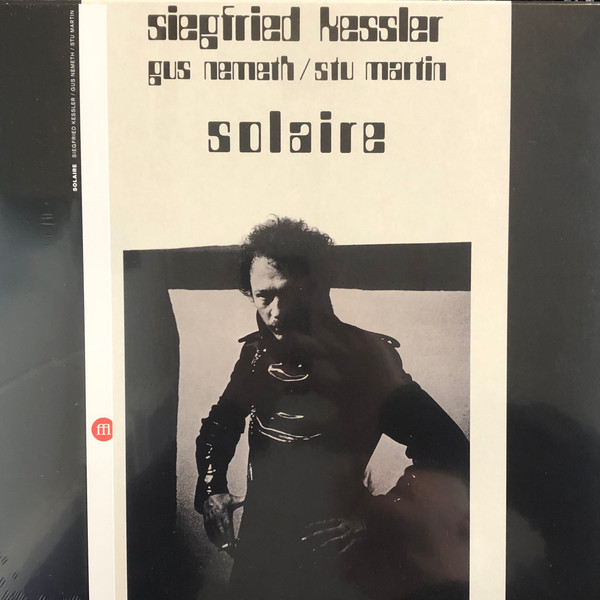 siegfried kessler
gus nemeth / stu martin
solaire
SOLAIRE SIEGFRIED KESSLER / GUS NEMETH / STU MARTIN
ffl